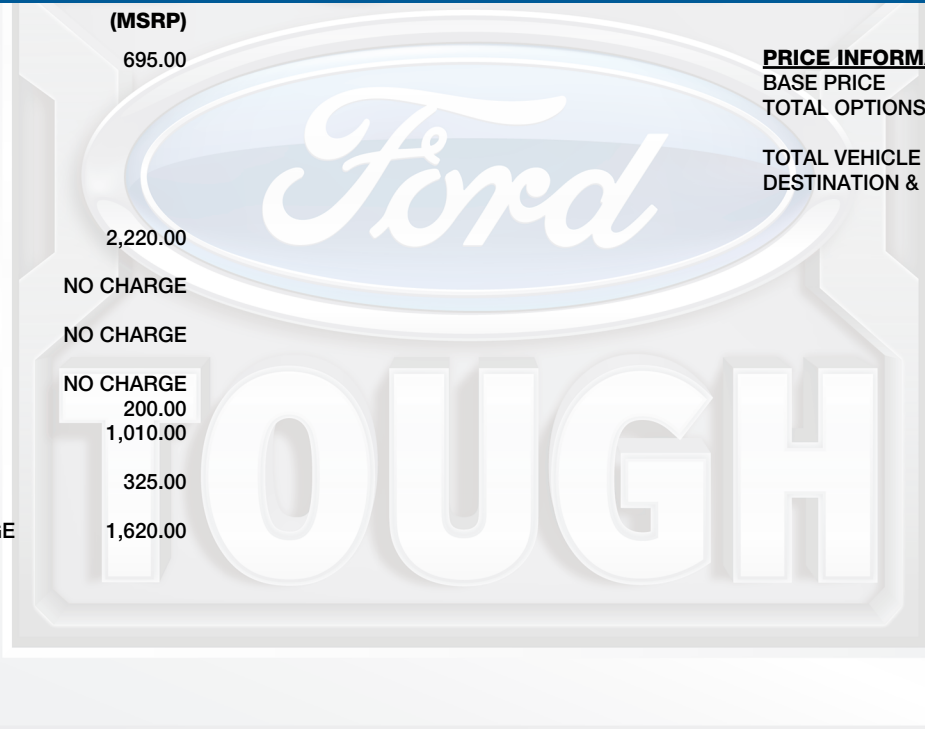 (MSRP)
695.00
2,220.00
NO CHARGE
NO CHARGE
NO CHARGE
200.00
1,010.00
325.00
1,620.00
PRICE INFORM
BASE PRICE
TOTAL OPTIONS
TOTAL VEHICLE
DESTINATION &
Ford
TOUGH